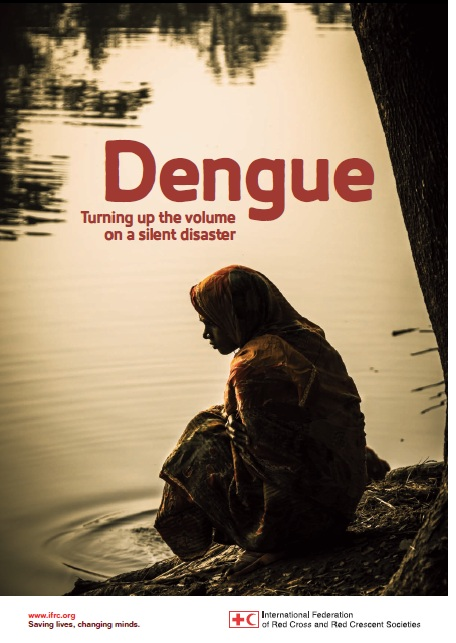 Dengue
Turning up the volume
on a silent disaster
www.ifrc.org
Saving lives, changing minds.
International Federation
of Red Cross and Red Crescent Societies